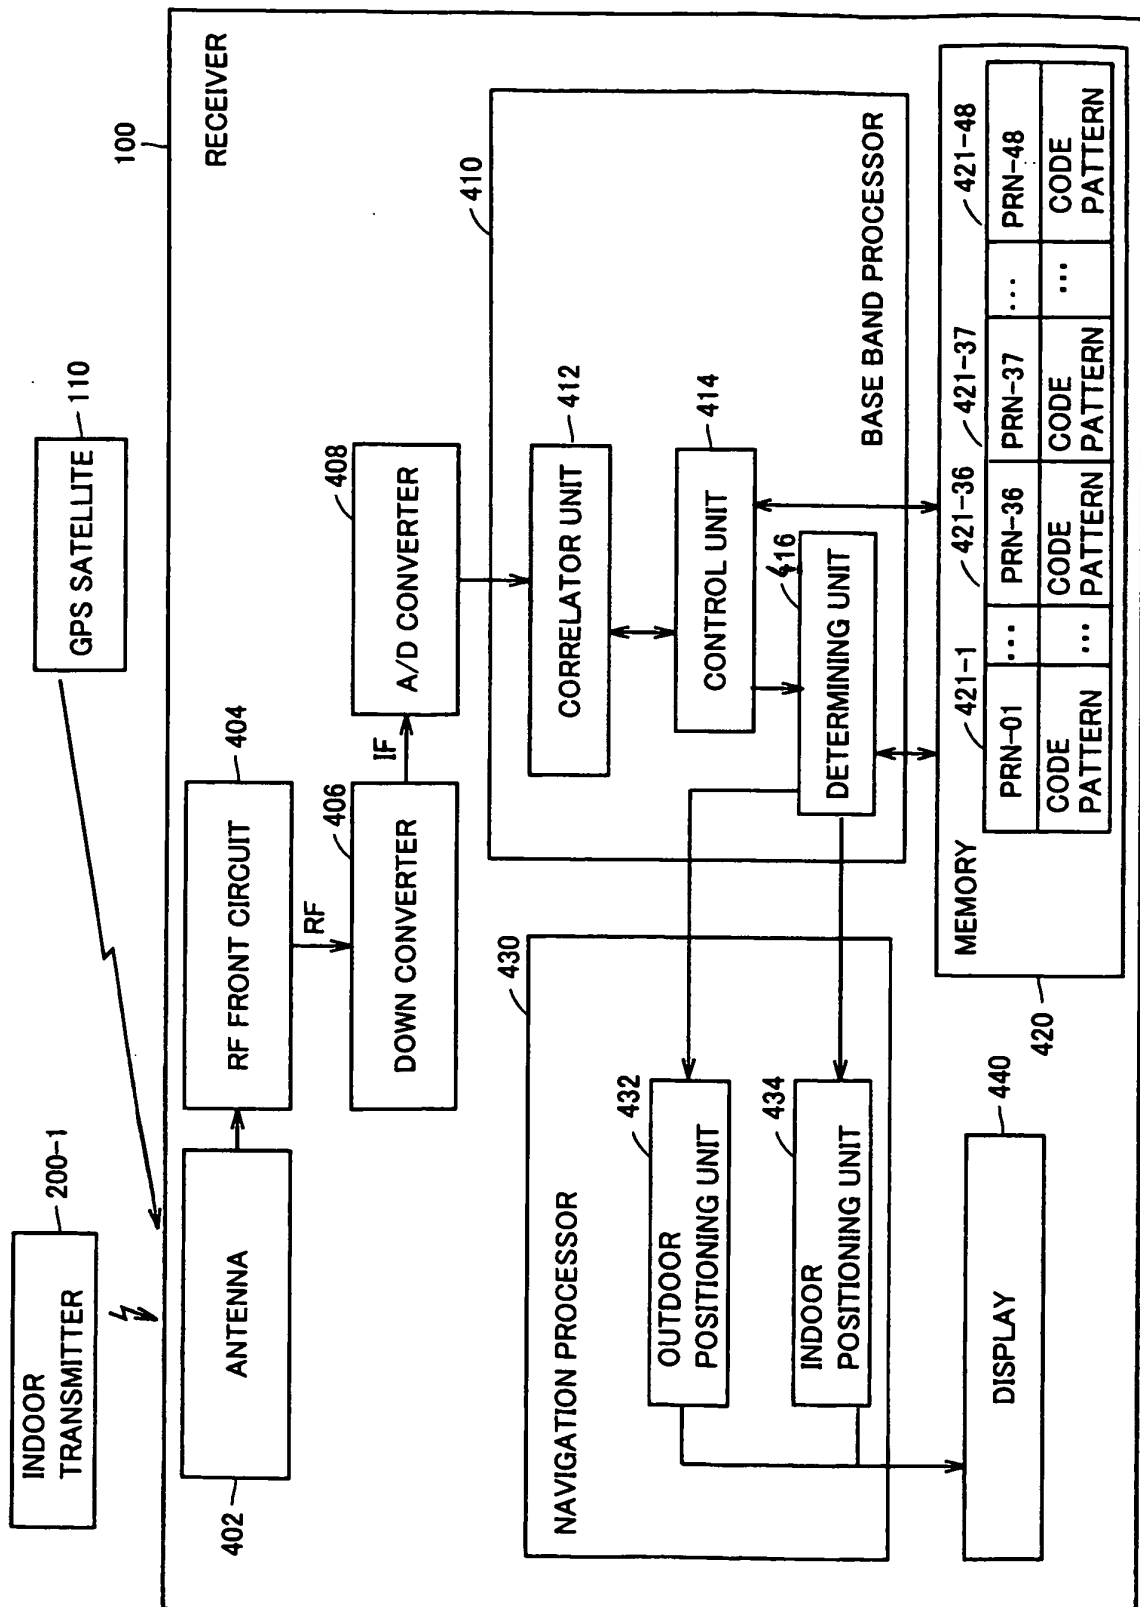 INDOOR
TRANSMITTER
200-1
GPS SATELLITE
110
100
RECEIVER
ANTENNA
402
RF FRONT CIRCUIT
404
RF
DOWN CONVERTER
406
IF
A/D CONVERTER
408
410
CORRELATOR UNIT
412
CONTROL UNIT
414
DETERMINING UNIT
416
BASE BAND PROCESSOR
NAVIGATION PROCESSOR
430
OUTDOOR
POSITIONING UNIT
432
INDOOR
POSITIONING UNIT
434
DISPLAY
440
MEMORY
420
421-1
421-36
421-37
421-48
PRN-01
...
PRN-36
PRN-37
...
PRN-48
CODE
PATTERN
...
CODE
PATTERN
CODE
PATTERN
...
CODE
PATTERN